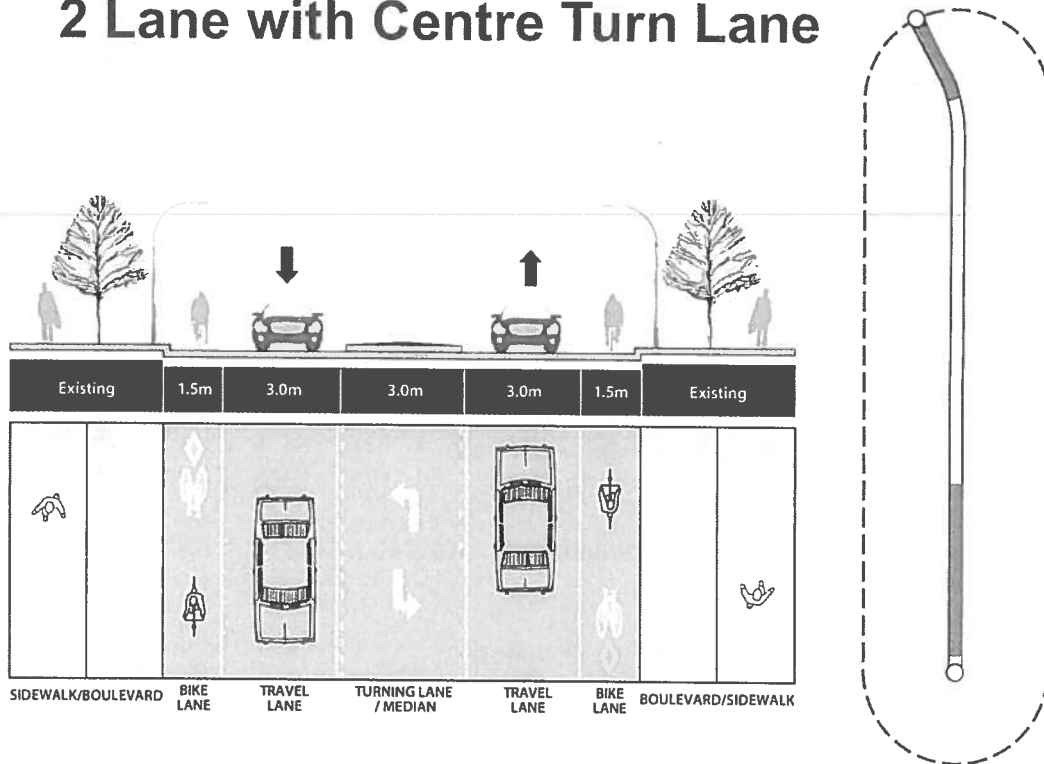 2 Lane with Centre Turn Lane
Existing 1.5m 3.0m 3.0m 3.0m 1.5m Existing
SIDEWALK/BOULEVARD BIKE LANE TRAVEL LANE TURNING LANE / MEDIAN TRAVEL LANE BIKE LANE BOULEVARD/SIDEWALK